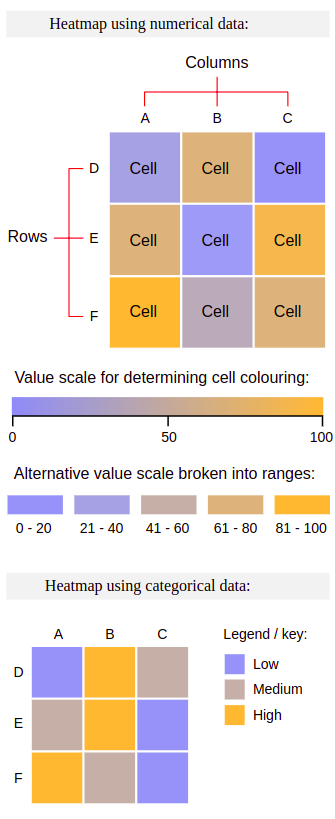 Heatmap using numerical data:
Columns
A B C
D Cell Cell Cell
Rows E Cell Cell Cell
F Cell Cell Cell
Value scale for determining cell colouring:
0 50 100
Alternative value scale broken into ranges:
0 - 20 21 - 40 41 - 60 61 - 80 81 - 100
Heatmap using categorical data:
A B C Legend / key:
D Low
Medium
E High
F